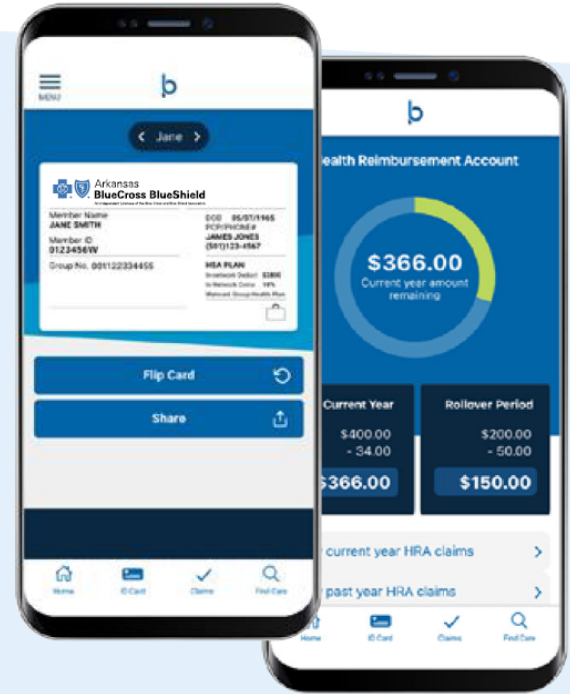 MENU
Jane
Arkansas
BlueCross BlueShield
Member Name
JANE SMITH
Member ID
0123456W
Group No. 001122334455
DOB 05/07/1965
PCP/PHONE#
JAMES JONES
(501)123-4567
HSA PLAN
Flip Card
Share
Home
ID Card
Claims
Find Care
ealth Reimbursement Account
$366.00
Current year amount
remaining
Current Year
$400.00
- 34.00
$366.00
Rollover Period
$200.00
- 50.00
$150.00
current year HRA claims
past year HRA claims
ID Card
Claims
Find Care